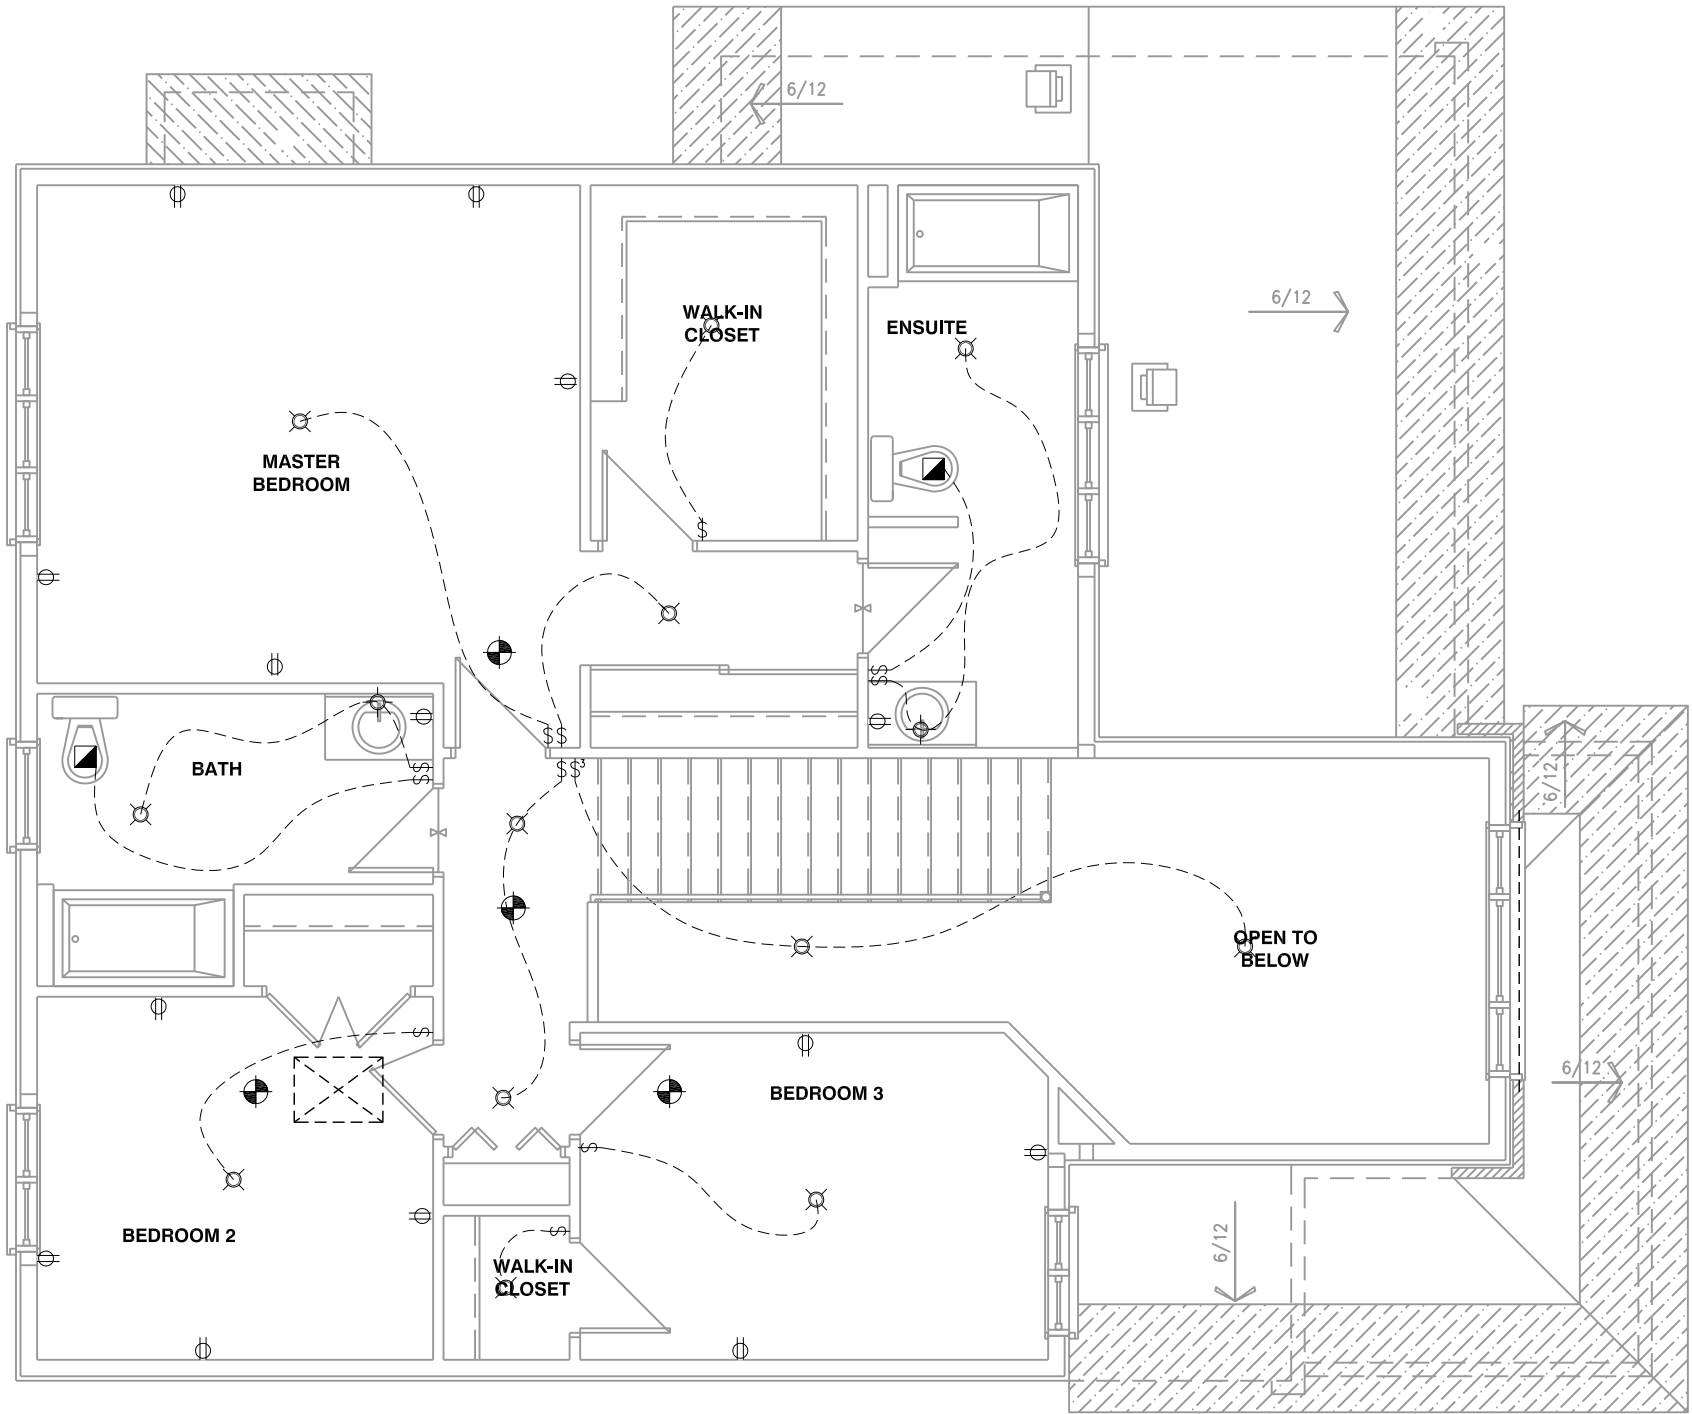 6/12
6/12
WALK-IN
CLOSET
ENSUITE
MASTER
BEDROOM
$
$
$
$$
$$³
BATH
$
$
6/12
OPEN TO
BELOW
$
6/12
BEDROOM 3
$
BEDROOM 2
$
WALK-IN
CLOSET
6/12